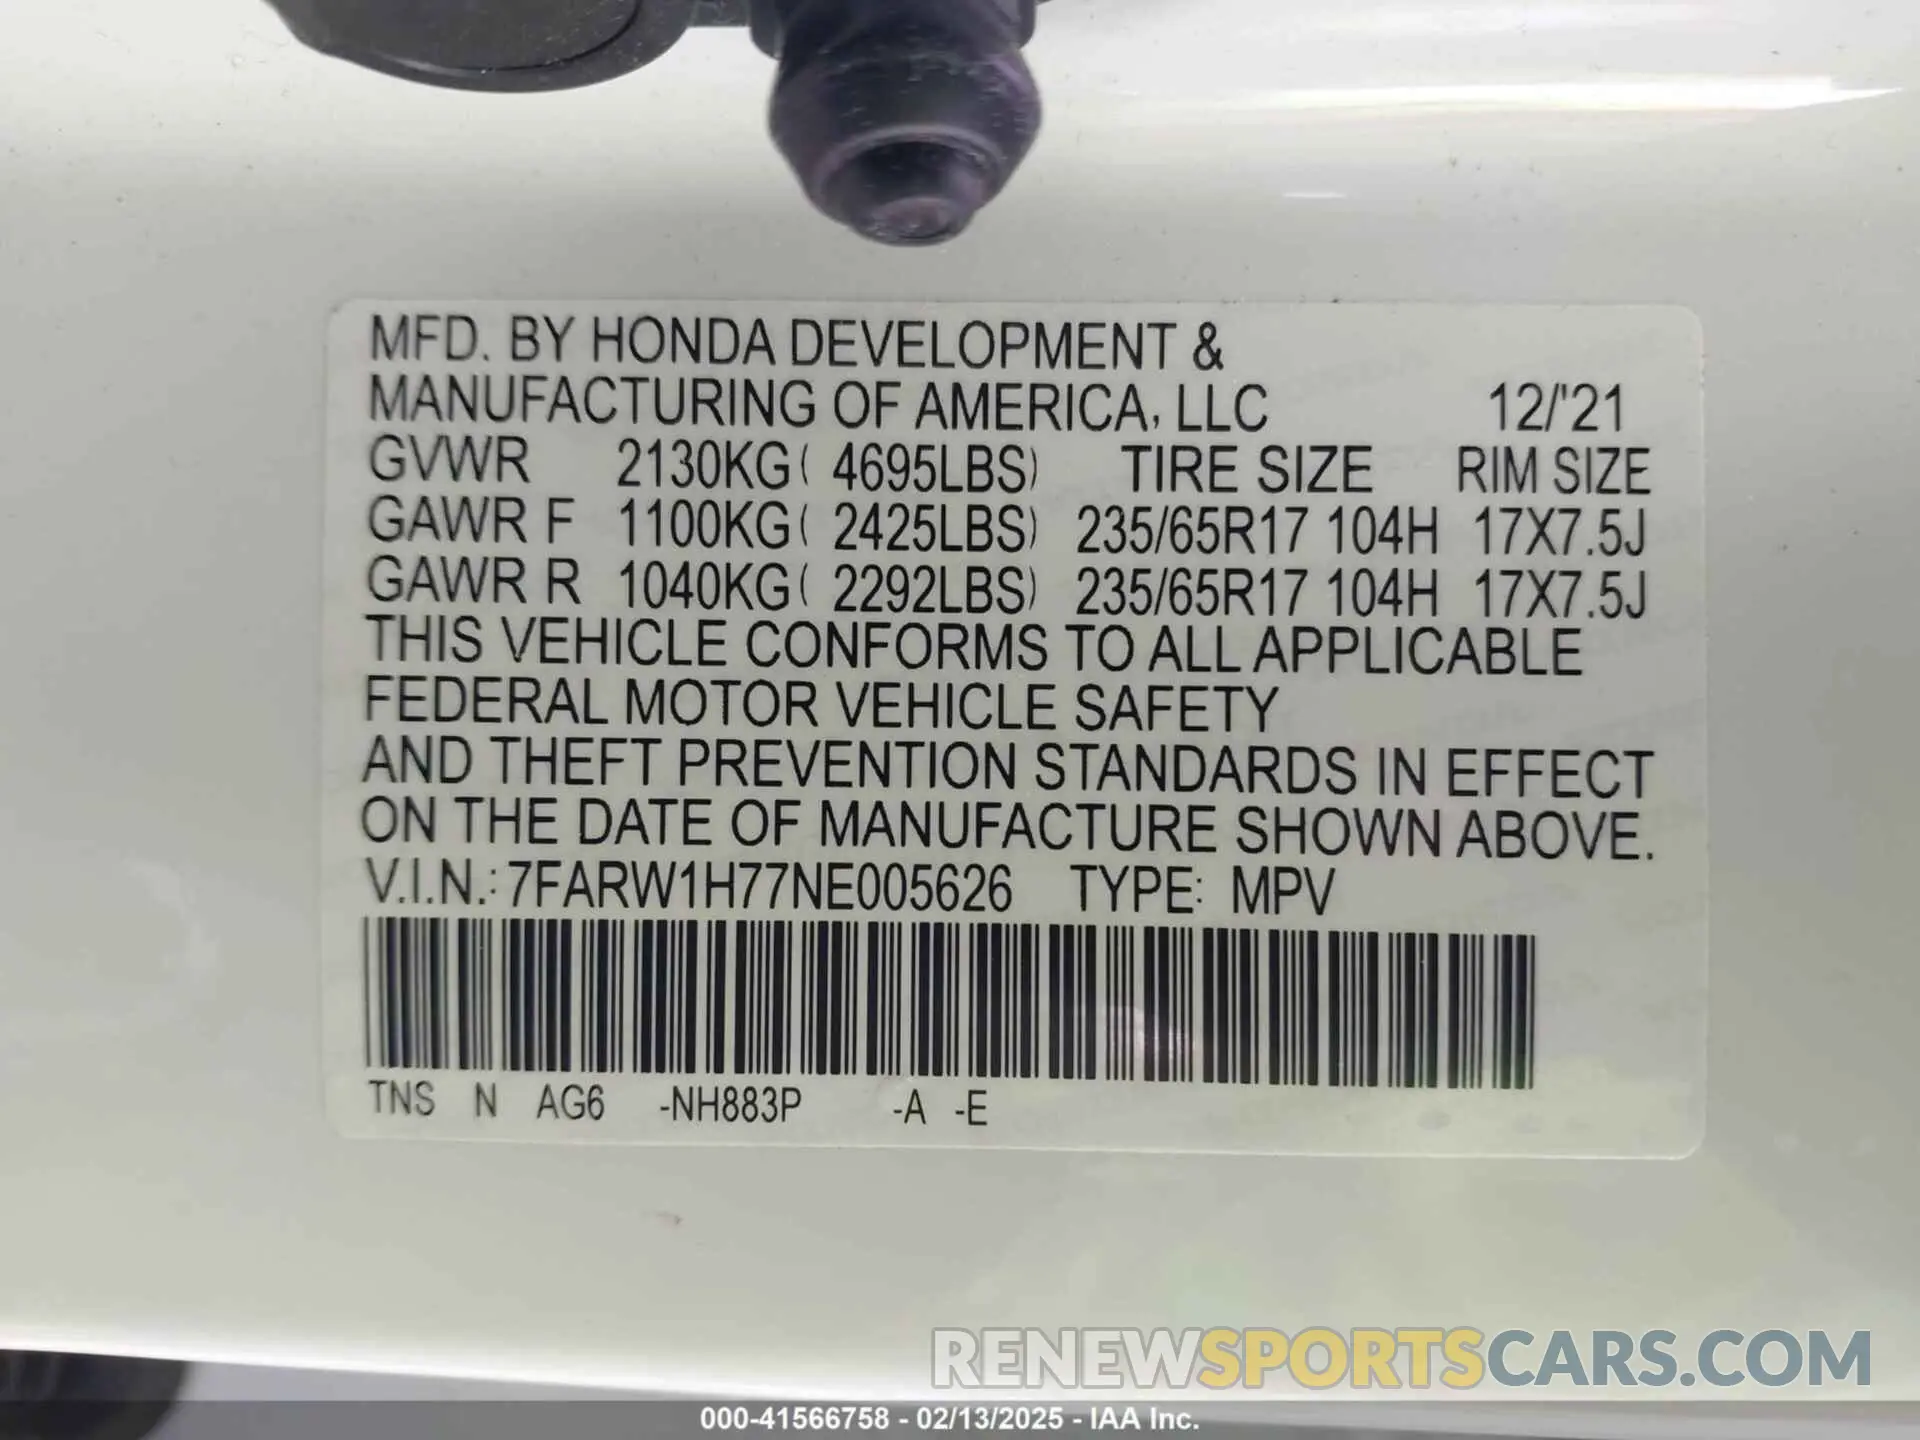 MFD. BY HONDA DEVELOPMENT &
MANUFACTURING OF AMERICA, LLC 12/'21
GVWR 2130KG( 4695LBS) TIRE SIZE RIM SIZE
GAWR F 1100KG( 2425LBS) 235/65R17 104H 17X7.5J
GAWR R 1040KG( 2292LBS) 235/65R17 104H 17X7.5J
THIS VEHICLE CONFORMS TO ALL APPLICABLE
FEDERAL MOTOR VEHICLE SAFETY
AND THEFT PREVENTION STANDARDS IN EFFECT
ON THE DATE OF MANUFACTURE SHOWN ABOVE.
V.I.N.: 7FARW1H77NE005626 TYPE: MPV
TNS N AG6 -NH883P -A -E
RENEWSPORTSCARS.COM
000-41566758 - 02/13/2025 - IAA Inc.